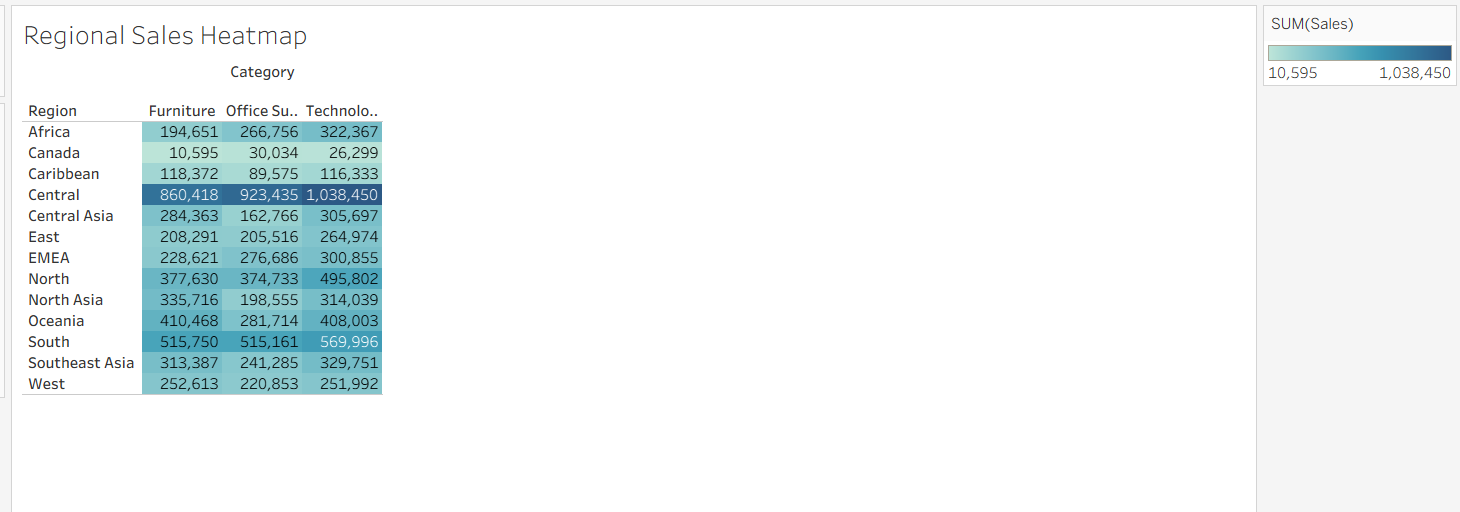 Regional Sales Heatmap
SUM(Sales)
10,595 1,038,450
Category
Region Furniture Office Su.. Technolo..
Africa 194,651 266,756 322,367
Canada 10,595 30,034 26,299
Caribbean 118,372 89,575 116,333
Central 860,418 923,435 1,038,450
Central Asia 284,363 162,766 305,697
East 208,291 205,516 264,974
EMEA 228,621 276,686 300,855
North 377,630 374,733 495,802
North Asia 335,716 198,555 314,039
Oceania 410,468 281,714 408,003
South 515,750 515,161 569,996
Southeast Asia 313,387 241,285 329,751
West 252,613 220,853 251,992